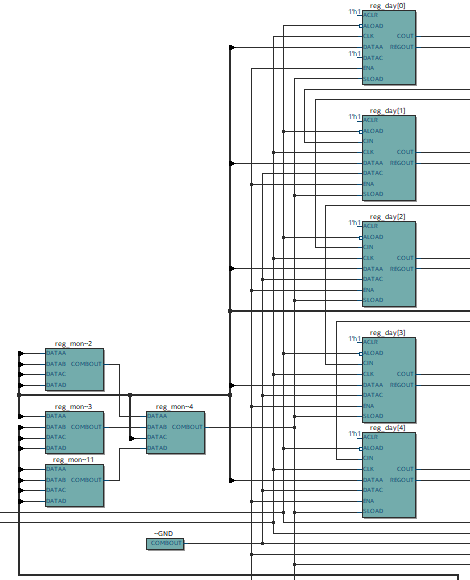 reg_day[0]
1'h1
ACLR
ALOAD
CLK COUT
DATAA REGOUT
1'h1
DATAC
ENA
SLOAD
reg_day[1]
1'h1
ACLR
ALOAD
CIN
CLK COUT
DATAA REGOUT
DATAC
ENA
SLOAD
reg_day[2]
1'h1
ACLR
ALOAD
CIN
CLK COUT
DATAA REGOUT
DATAC
ENA
SLOAD
reg_day[3]
1'h1
ACLR
ALOAD
CIN
CLK COUT
DATAA REGOUT
DATAC
ENA
SLOAD
reg_day[4]
1'h1
ACLR
ALOAD
CIN
CLK COUT
DATAA REGOUT
DATAC
ENA
SLOAD
reg_mon~2
DATAA
DATAB COMBOUT
DATAC
DATAD
reg_mon~3
DATAA
DATAB COMBOUT
DATAC
DATAD
reg_mon~4
DATAA
DATAB COMBOUT
DATAC
DATAD
reg_mon~11
DATAA
DATAB COMBOUT
DATAC
DATAD
~GND
COMBOUT